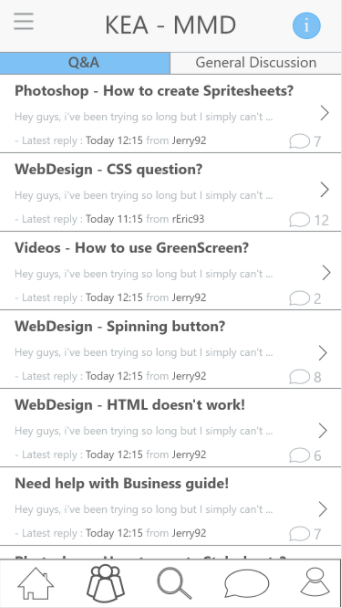 KEA - MMD
i
Q&A
General Discussion
Photoshop - How to create Spritesheets?
Hey guys, i've been trying so long but I simply can't ...
- Latest reply : Today 12:15 from Jerry92
7
WebDesign - CSS question?
Hey guys, i've been trying so long but I simply can't ...
- Latest reply : Today 11:15 from rEric93
12
Videos - How to use GreenScreen?
Hey guys, i've been trying so long but I simply can't ...
- Latest reply : Today 12:15 from Jerry92
2
WebDesign - Spinning button?
Hey guys, i've been trying so long but I simply can't ...
- Latest reply : Today 12:15 from Jerry92
8
WebDesign - HTML doesn't work!
Hey guys, i've been trying so long but I simply can't ...
- Latest reply : Today 12:15 from Jerry92
6
Need help with Business guide!
Hey guys, i've been trying so long but I simply can't ...
- Latest reply : Today 12:15 from Jerry92
7